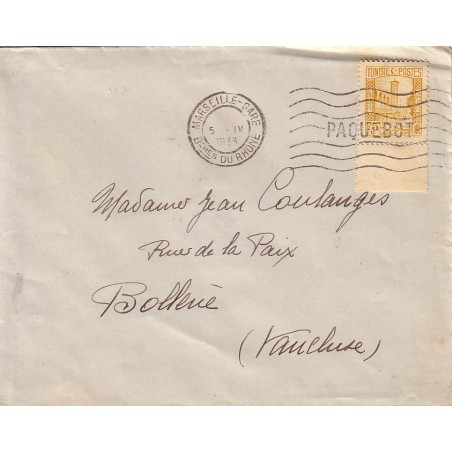 TUNISIE POSTES
MARSEILLE-GARE
5 - IV
1933
BCHES DU RHONE
PAQUEBOT
Madame Jean Coulanges
Rue de la Paix
Bollène
(Vaucluse)